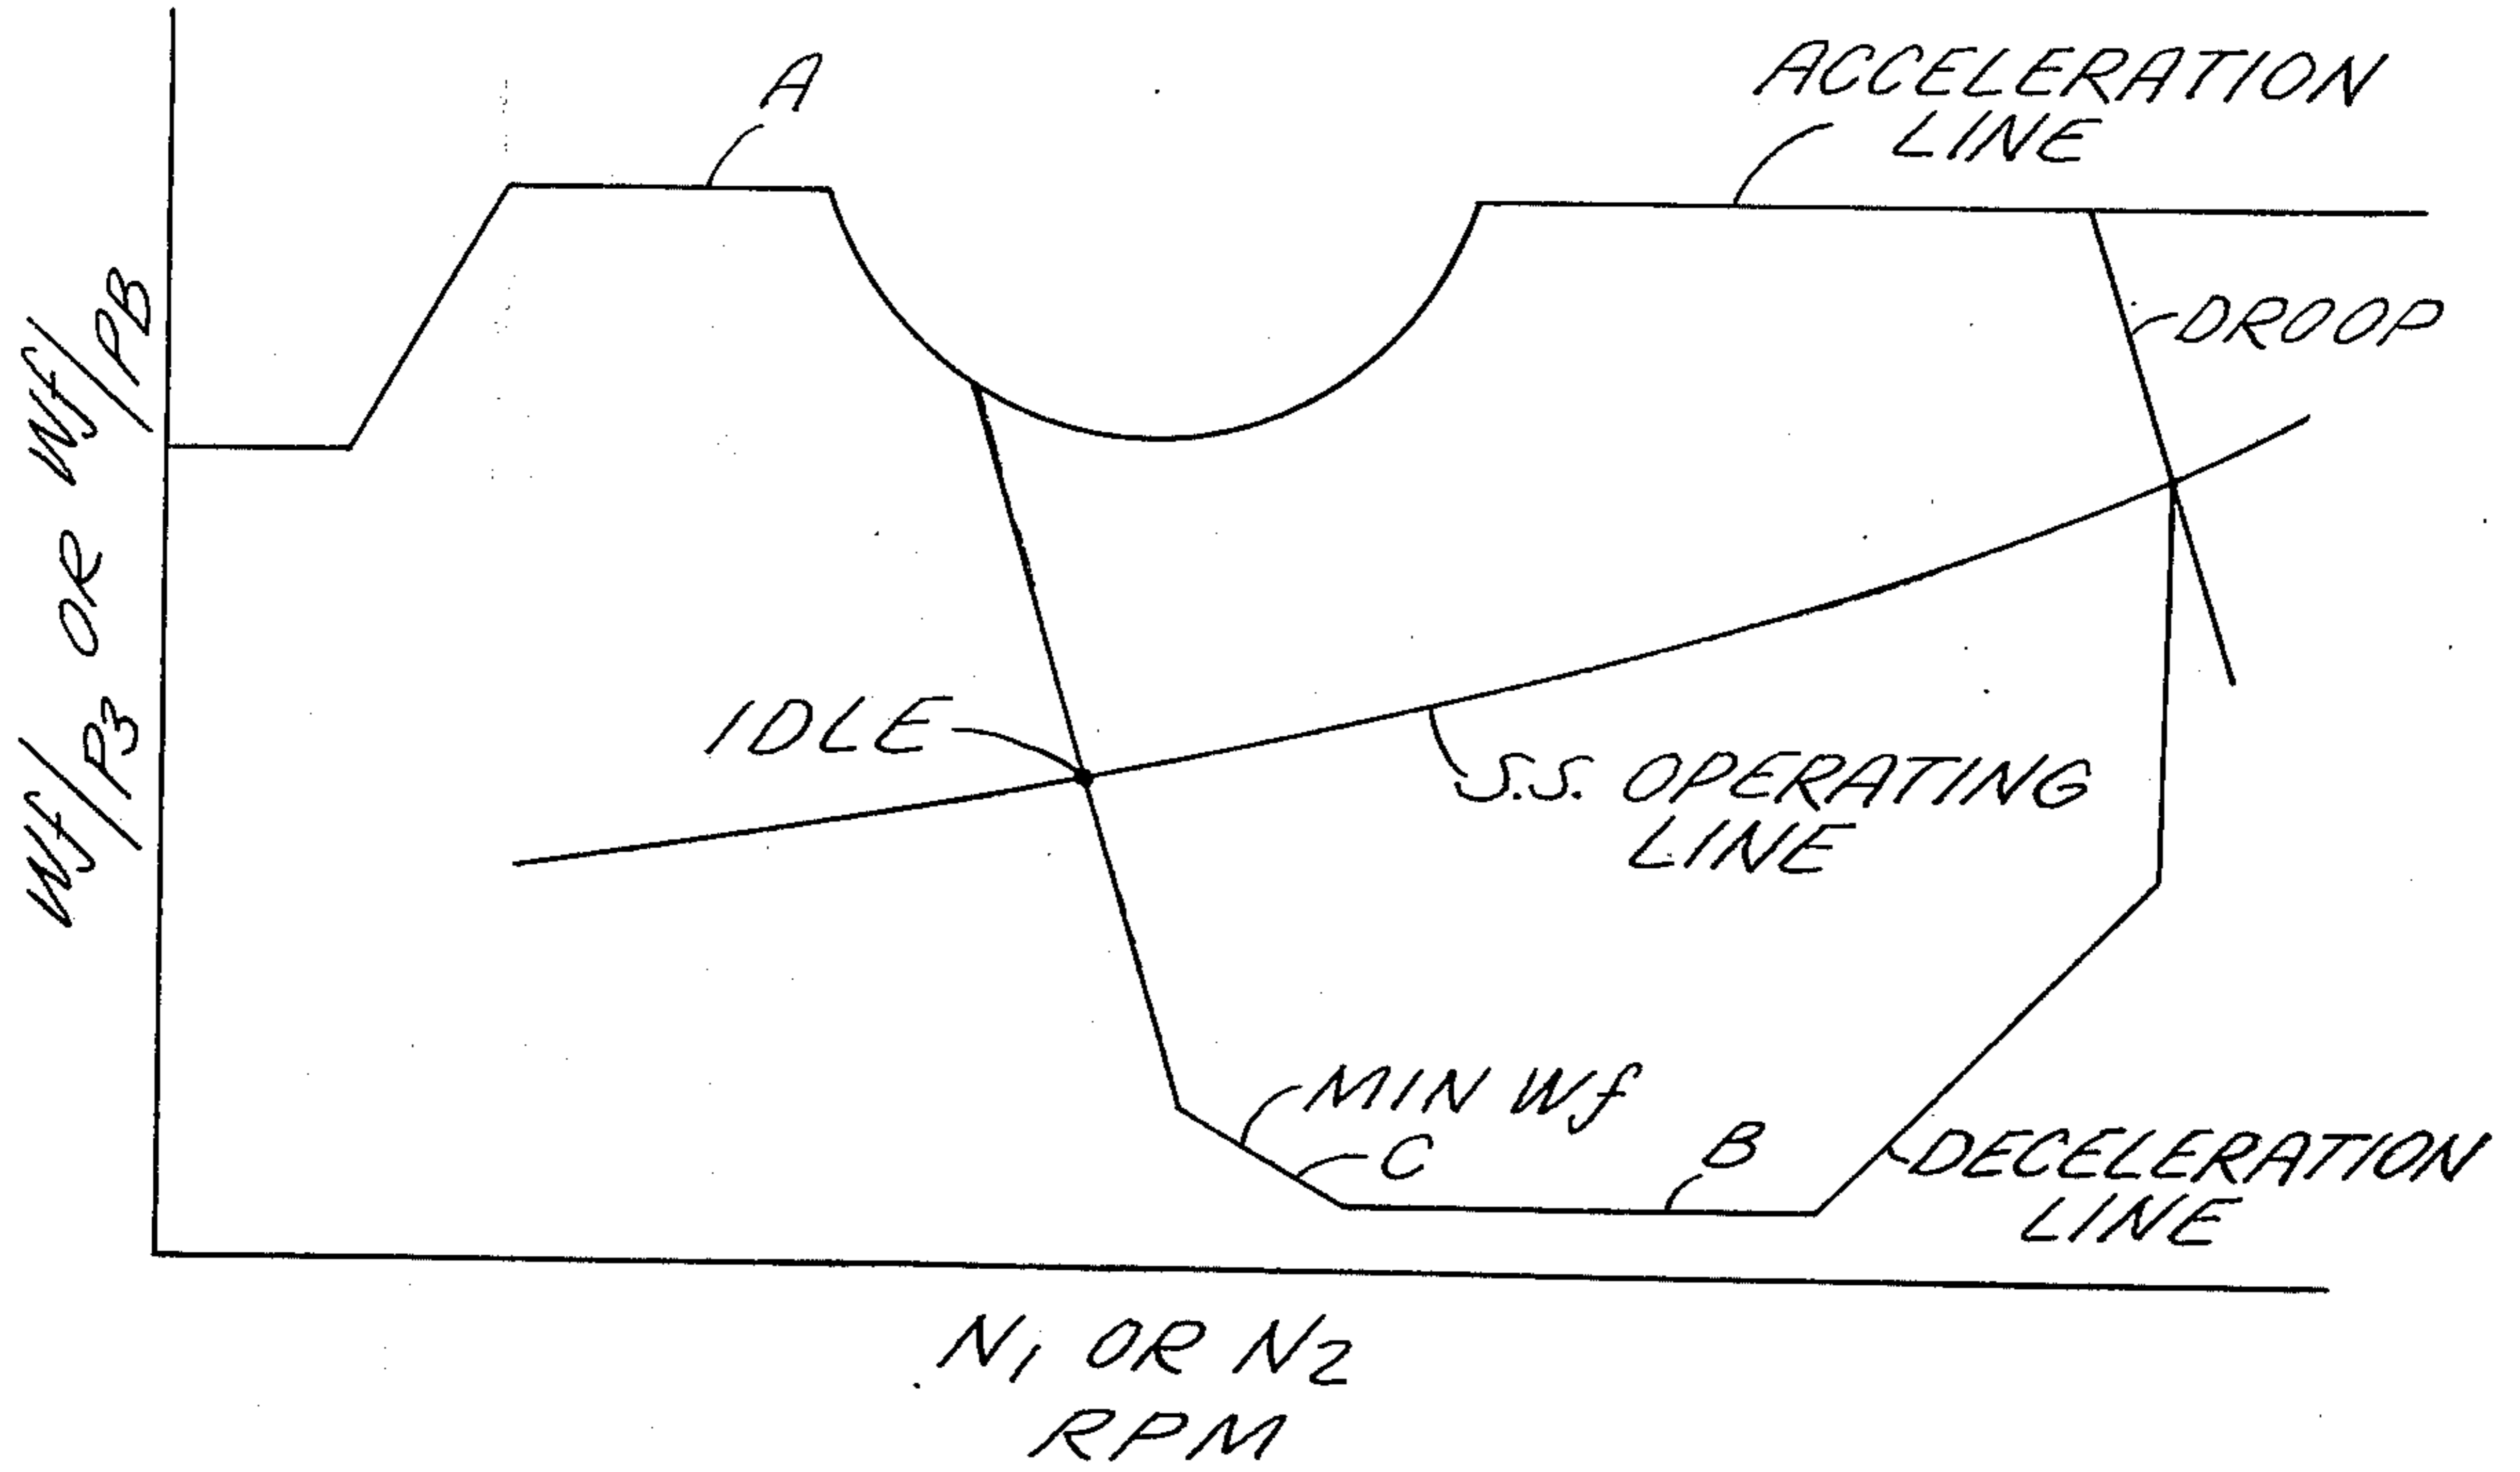 A
ACCELERATION
LINE
DROOP
Wf/PB
OR
Wf/P3
IDLE
S.S. OPERATING
LINE
MIN Wf
C
B
DECELERATION
LINE
N1 OR N2
RPM